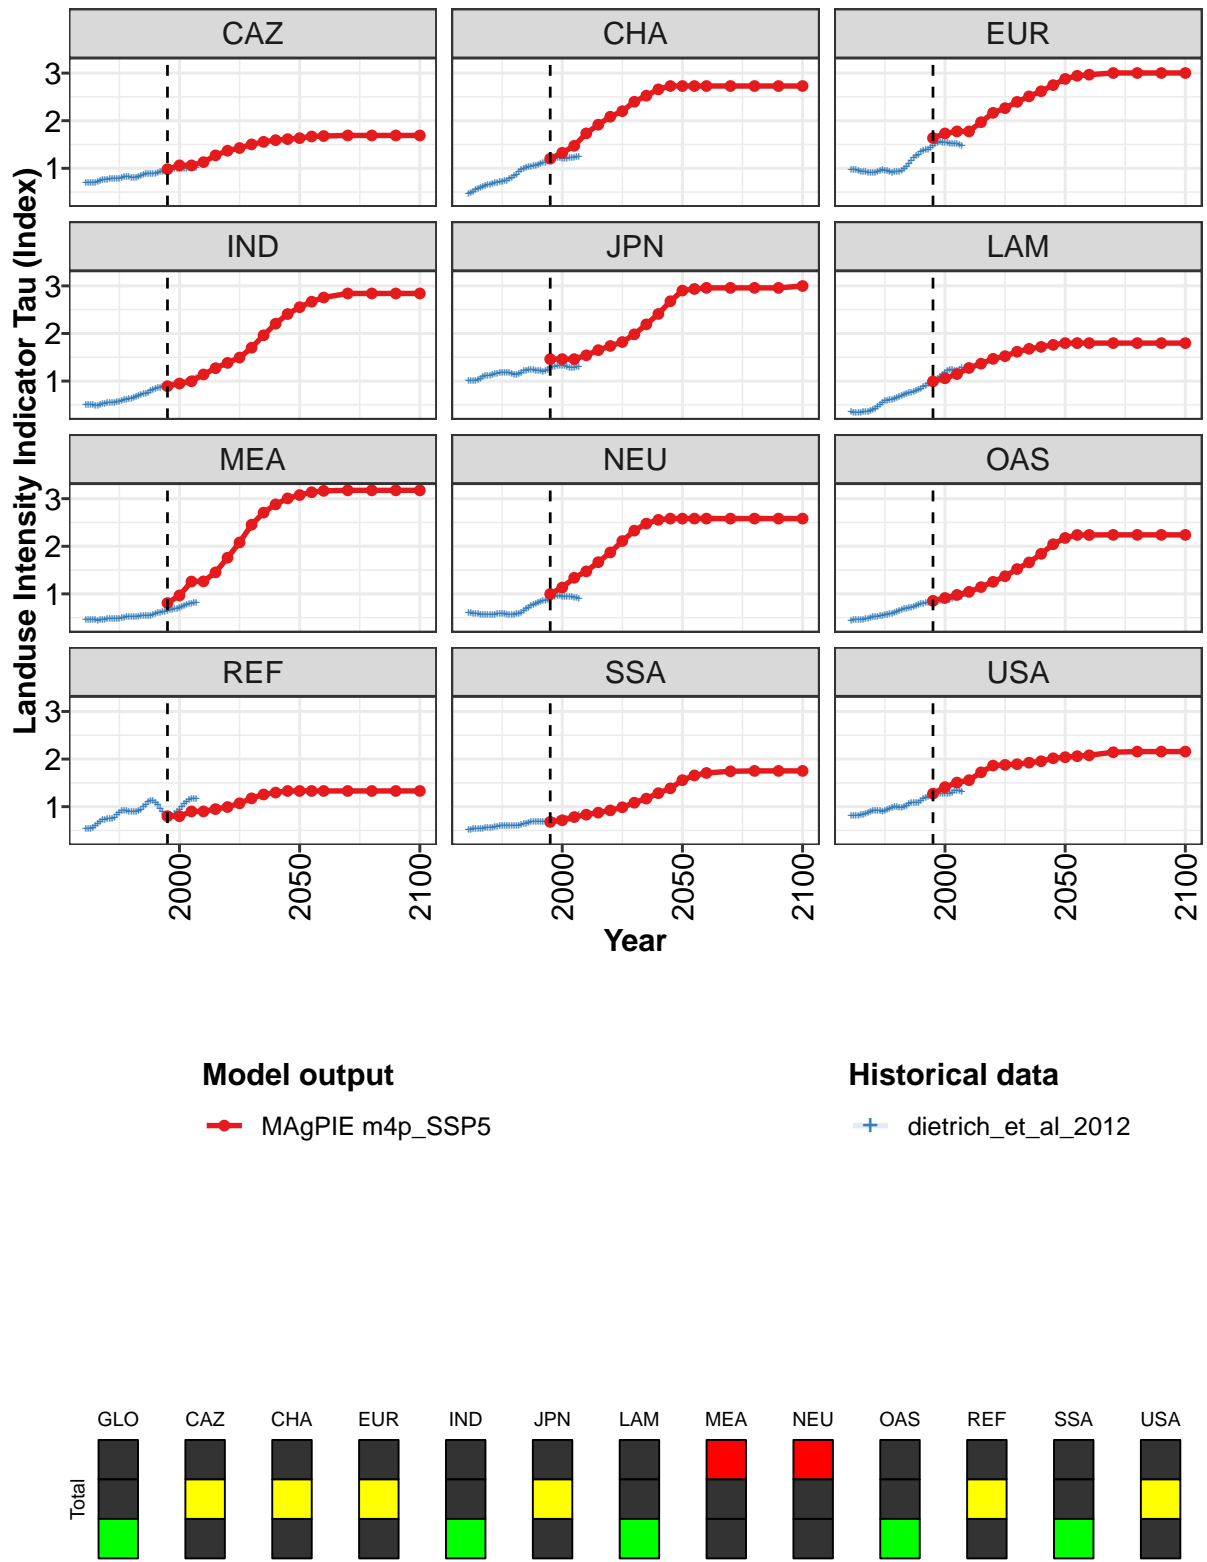 CAZ CHA EUR
3
2
1
IND JPN LAM
3
2
1
MEA NEU OAS
3
2
1
REF SSA USA
3
2
1
Landuse Intensity Indicator Tau (Index)
2000 2050 2100 2000 2050 2100 2000 2050 2100
Year
Model output Historical data
MAgPIE m4p_SSP5 dietrich_et_al_2012
GLO CAZ CHA EUR IND JPN LAM MEA NEU OAS REF SSA USA
Total